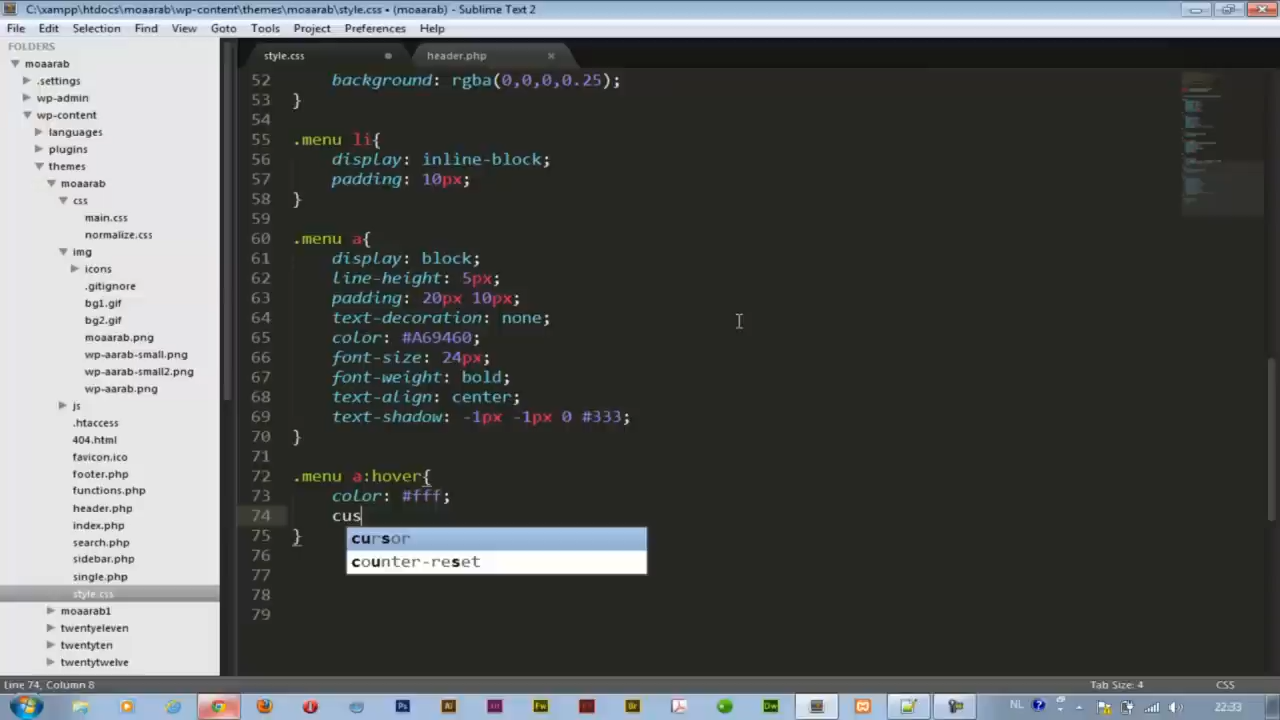 C:\xampp\htdocs\moaarab\wp-content\themes\moaarab\style.css • (moaarab) - Sublime Text 2
File Edit Selection Find View Goto Tools Project Preferences Help
FOLDERS
moaarab
.settings
wp-admin
wp-content
languages
plugins
themes
moaarab
css
main.css
normalize.css
img
icons
.gitignore
bg1.gif
bg2.gif
moaarab.png
wp-aarab-small.png
wp-aarab-small2.png
wp-aarab.png
js
.htaccess
404.html
favicon.ico
footer.php
functions.php
header.php
index.php
search.php
sidebar.php
single.php
style.css
moaarab1
twentyeleven
twentyten
twentytwelve
style.css header.php
52 background: rgba(0,0,0,0.25);
53 }
54
55 .menu li{
56 display: inline-block;
57 padding: 10px;
58 }
59
60 .menu a{
61 display: block;
62 line-height: 5px;
63 padding: 20px 10px;
64 text-decoration: none;
65 color: #A69460;
66 font-size: 24px;
67 font-weight: bold;
68 text-align: center;
69 text-shadow: -1px -1px 0 #333;
70 }
71
72 .menu a:hover{
73 color: #fff;
74 cus
75 }
cursor
counter-reset
76
77
78
79
Line 74, Column 8 Tab Size: 4 CSS
Ps Ai Fw Br Dw NL 22:33